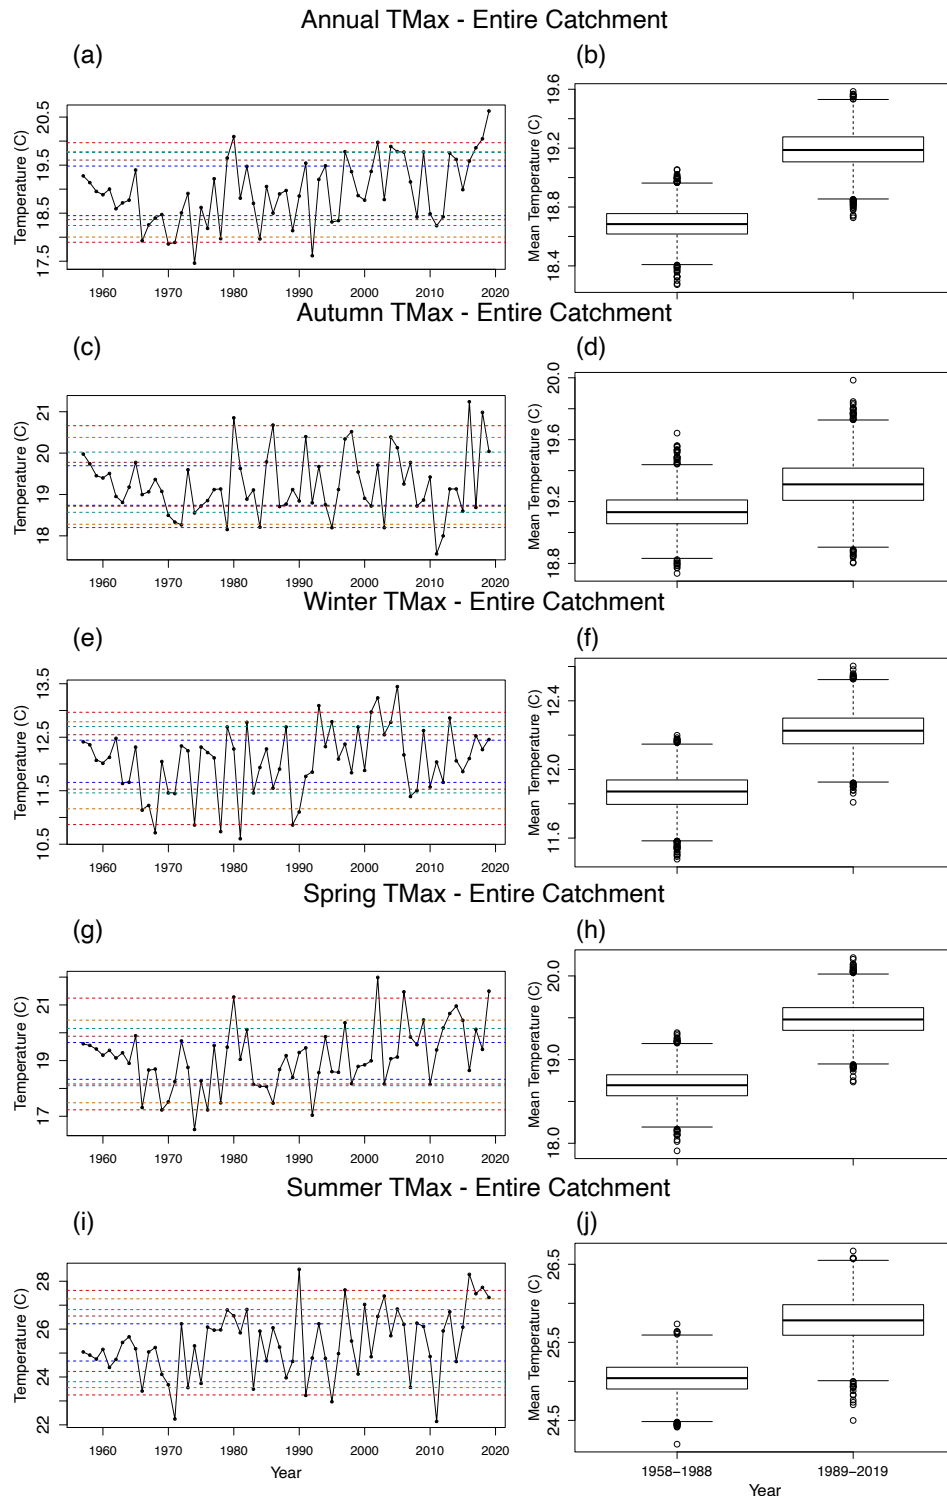 Annual TMax - Entire Catchment
(a)
(b)
Temperature (C)
17.5 18.5 19.5 20.5
1960 1970 1980 1990 2000 2010 2020
Mean Temperature (C)
18.4 18.8 19.2 19.6
Autumn TMax - Entire Catchment
(c)
(d)
Temperature (C)
18 19 20 21
1960 1970 1980 1990 2000 2010 2020
Mean Temperature (C)
18.8 19.2 19.6 20.0
Winter TMax - Entire Catchment
(e)
(f)
Temperature (C)
10.5 11.5 12.5 13.5
1960 1970 1980 1990 2000 2010 2020
Mean Temperature (C)
11.6 12.0 12.4
Spring TMax - Entire Catchment
(g)
(h)
Temperature (C)
17 19 21
1960 1970 1980 1990 2000 2010 2020
Mean Temperature (C)
18.0 19.0 20.0
Summer TMax - Entire Catchment
(i)
(j)
Temperature (C)
22 24 26 28
1960 1970 1980 1990 2000 2010 2020
Year
Mean Temperature (C)
24.5 25.5 26.5
1958–1988 1989–2019
Year